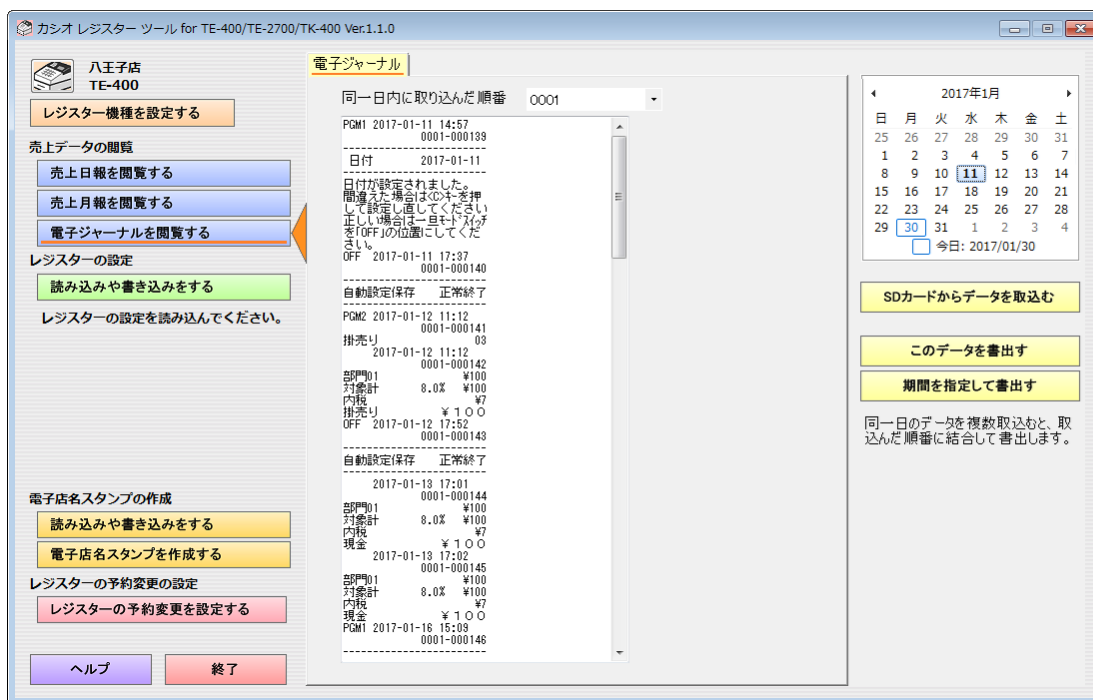 カシオ レジスター ツール for TE-400/TE-2700/TK-400 Ver.1.1.0
八王子店
TE-400
レジスター機種を設定する
売上データの閲覧
売上日報を閲覧する
売上月報を閲覧する
電子ジャーナルを閲覧する
レジスターの設定
読み込みや書き込みをする
レジスターの設定を読み込んでください。
電子店名スタンプの作成
読み込みや書き込みをする
電子店名スタンプを作成する
レジスターの予約変更の設定
レジスターの予約変更を設定する
ヘルプ
終了
電子ジャーナル
同一日内に取り込んだ順番 0001
PGM1 2017-01-11 14:57
0001-000139
------------------------
日付 2017-01-11
------------------------
日付が設定されました。
間違えた場合は<C>キーを押
して設定し直してください
正しい場合は一旦モードスイッチ
を「OFF」の位置にしてくだ
さい。
OFF 2017-01-11 17:37
0001-000140
------------------------
自動設定保存 正常終了
------------------------
PGM2 2017-01-12 11:12
0001-000141
掛売り 03
2017-01-12 11:12
0001-000142
部門01 ¥100
対象計 8.0% ¥100
内税 ¥7
掛売り ¥100
OFF 2017-01-12 17:52
0001-000143
------------------------
自動設定保存 正常終了
------------------------
2017-01-13 17:01
0001-000144
部門01 ¥100
対象計 8.0% ¥100
内税 ¥7
現金 ¥100
2017-01-13 17:02
0001-000145
部門01 ¥100
対象計 8.0% ¥100
内税 ¥7
現金 ¥100
PGM1 2017-01-16 15:09
0001-000146
------------------------
2017年1月
日 月 火 水 木 金 土
25 26 27 28 29 30 31
1 2 3 4 5 6 7
8 9 10 11 12 13 14
15 16 17 18 19 20 21
22 23 24 25 26 27 28
29 30 31 1 2 3 4
今日: 2017/01/30
SDカードからデータを取込む
このデータを書出す
期間を指定して書出す
同一日のデータを複数取込むと、取
込んだ順番に結合して書出します。